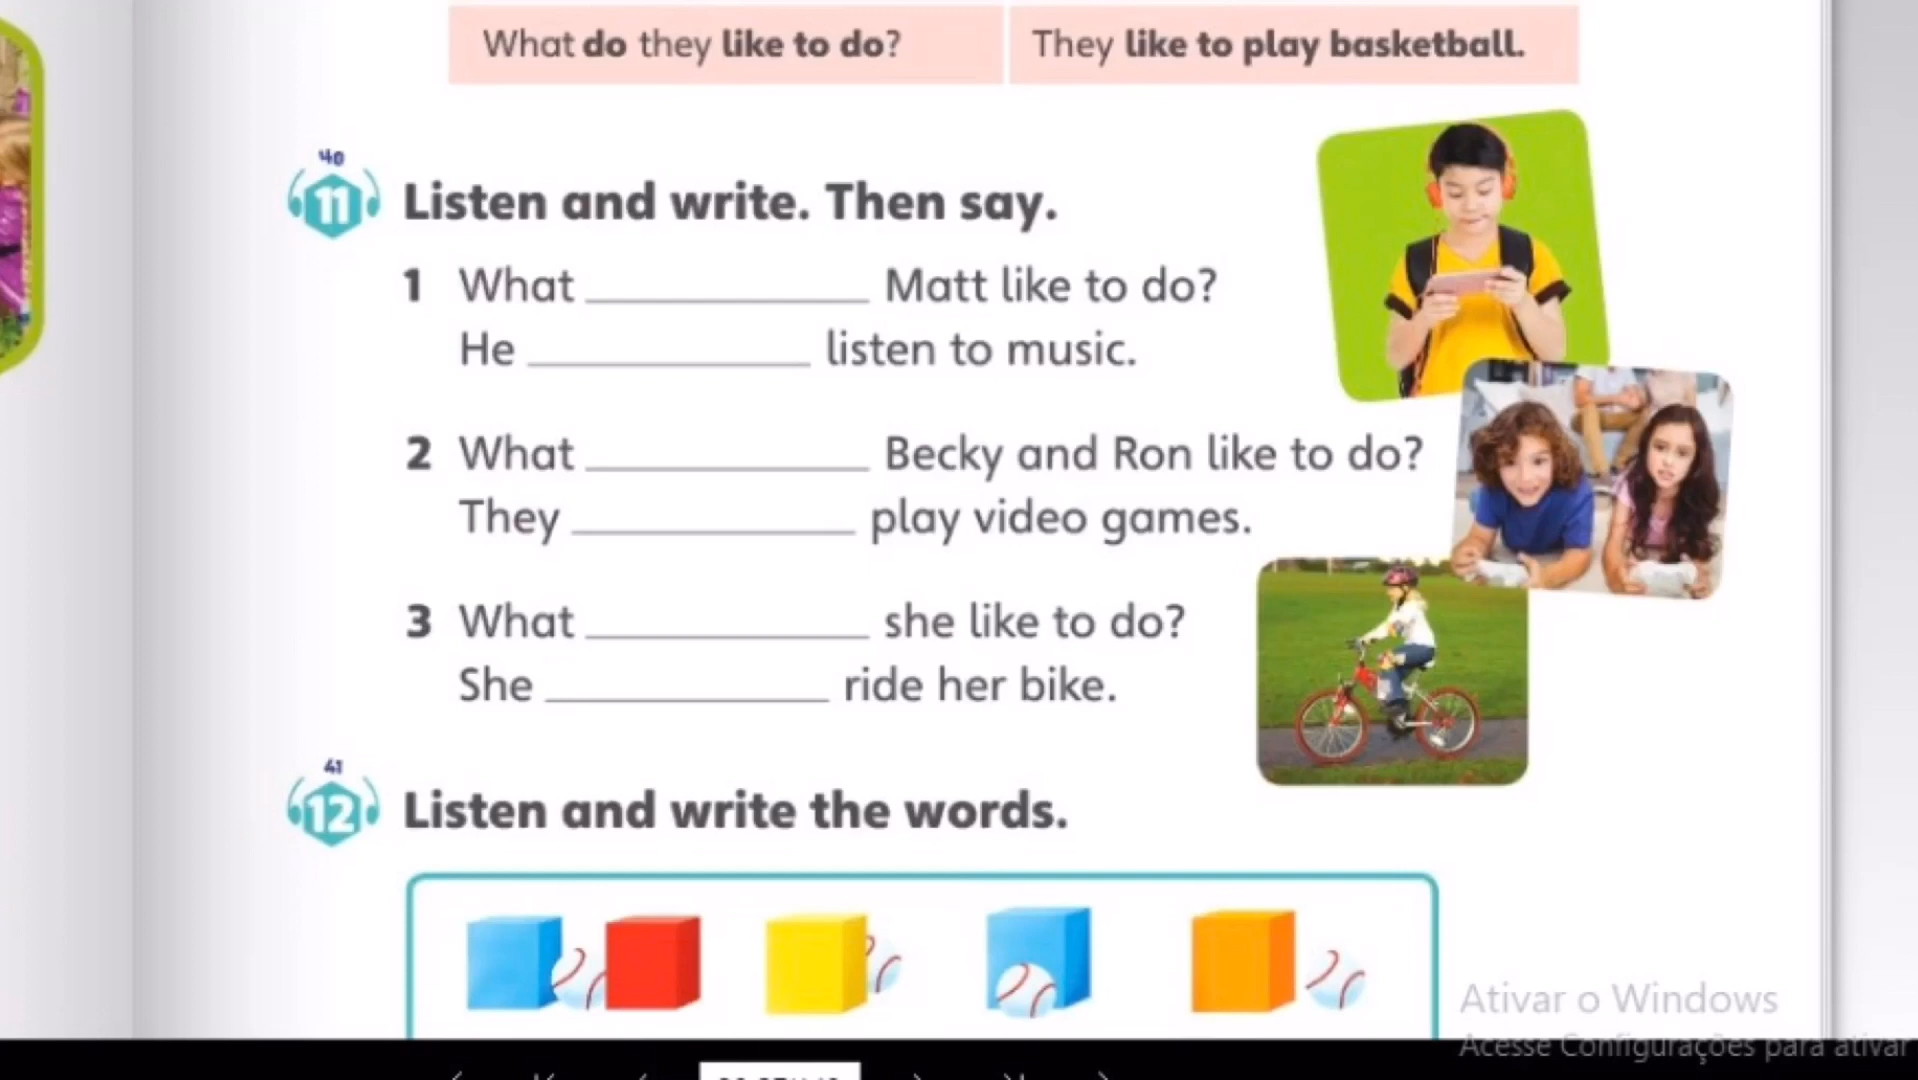 What do they like to do? They like to play basketball.
40
11 Listen and write. Then say.
1 What ____________ Matt like to do?
He ____________ listen to music.
2 What ____________ Becky and Ron like to do?
They ____________ play video games.
3 What ____________ she like to do?
She ____________ ride her bike.
41
12 Listen and write the words.
Ativar o Windows
Acesse Configurações para ativar